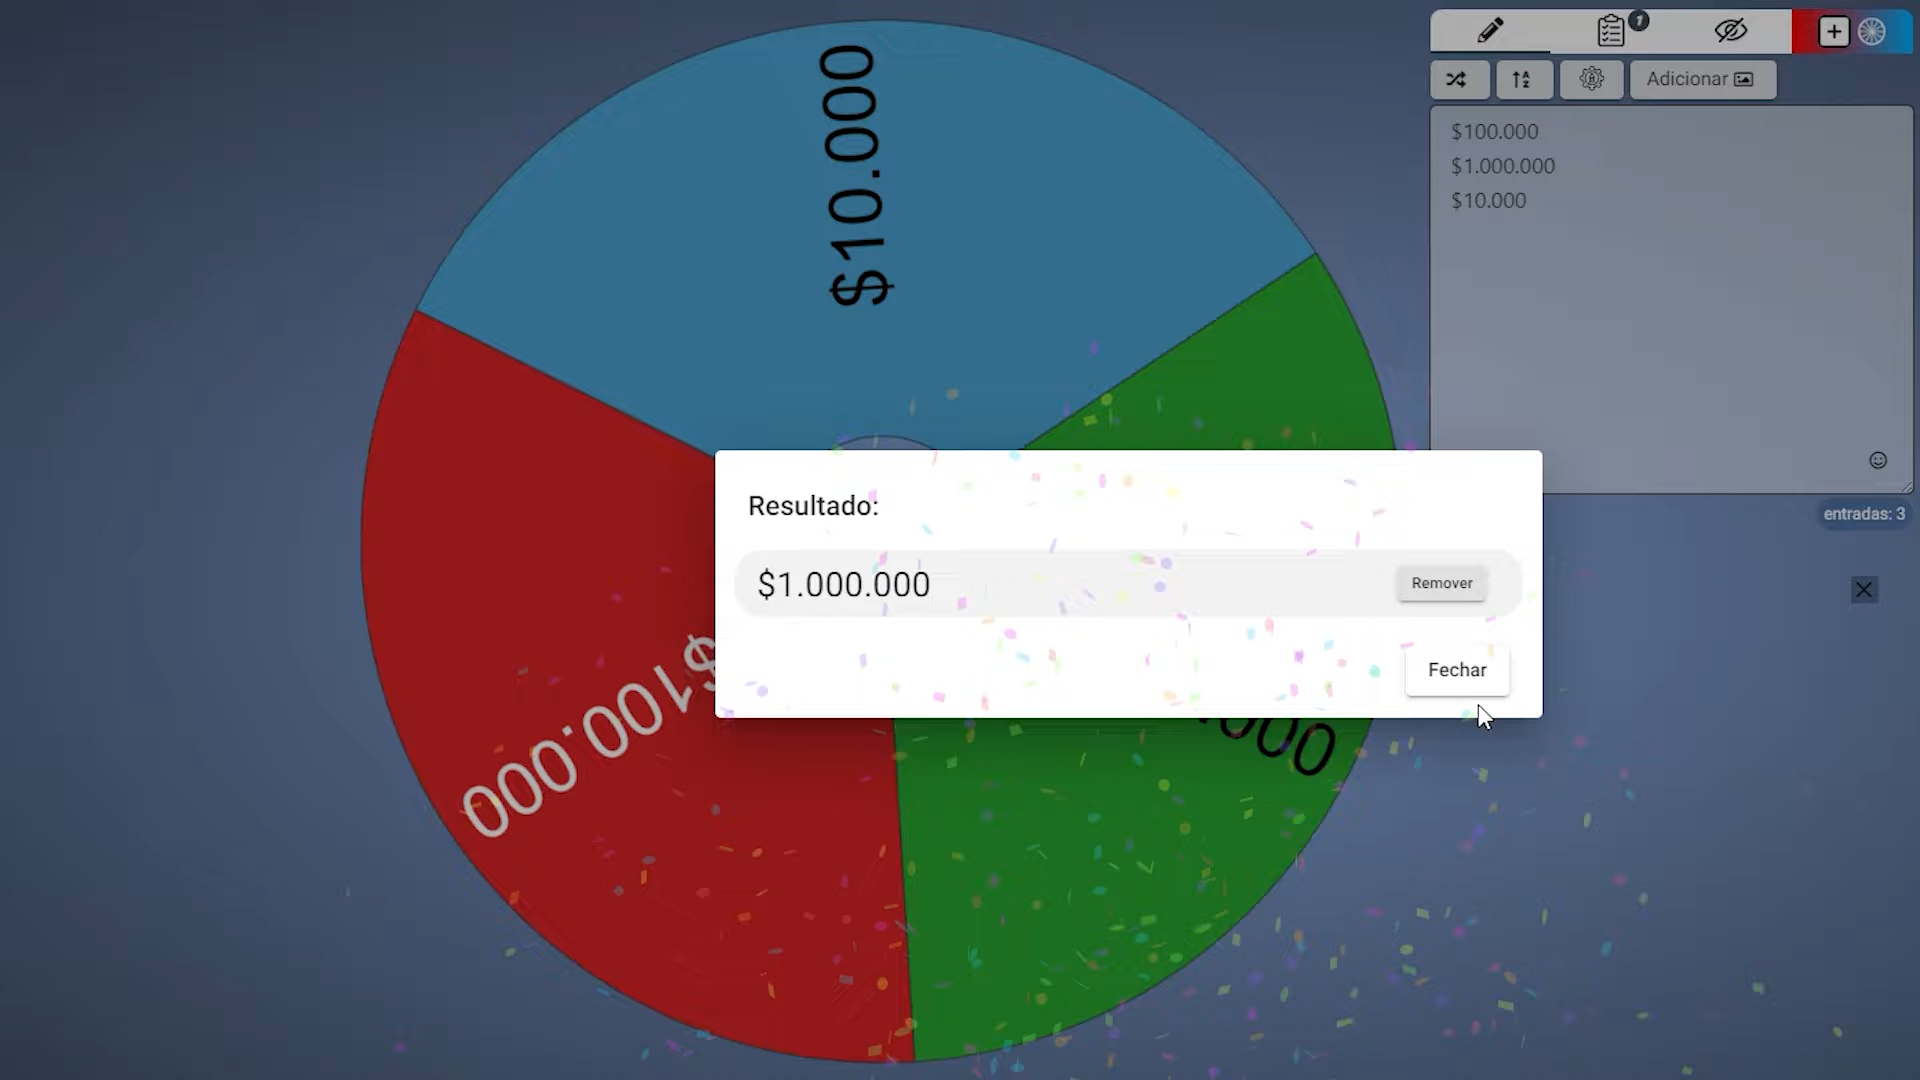 1
Adicionar
$100.000
$1.000.000
$10.000
entradas: 3
$10.000
$100.000
.000
Resultado:
$1.000.000
Remover
Fechar